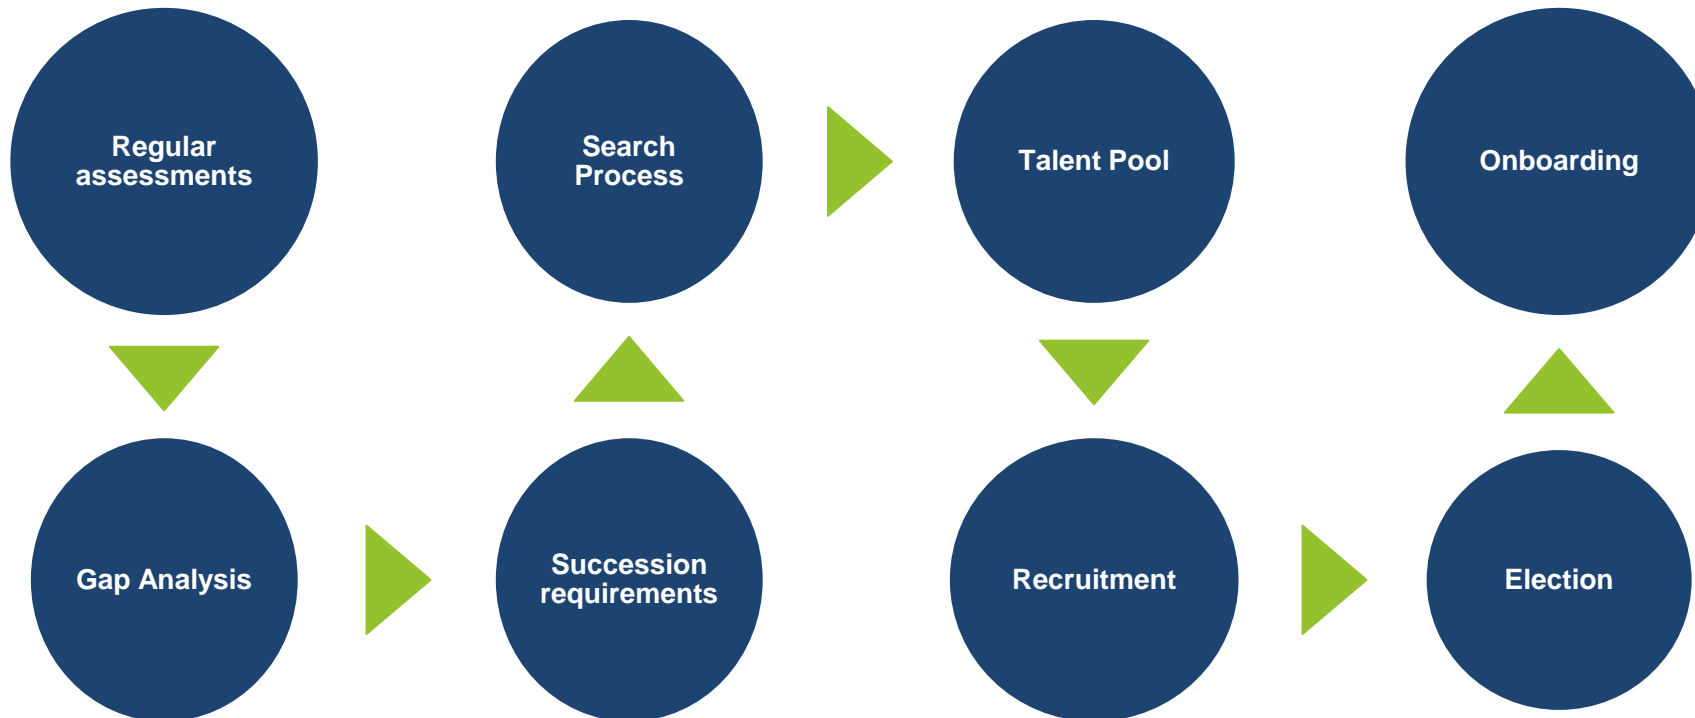 Regular
assessments
Gap Analysis
Succession
requirements
Search
Process
Talent Pool
Recruitment
Election
Onboarding